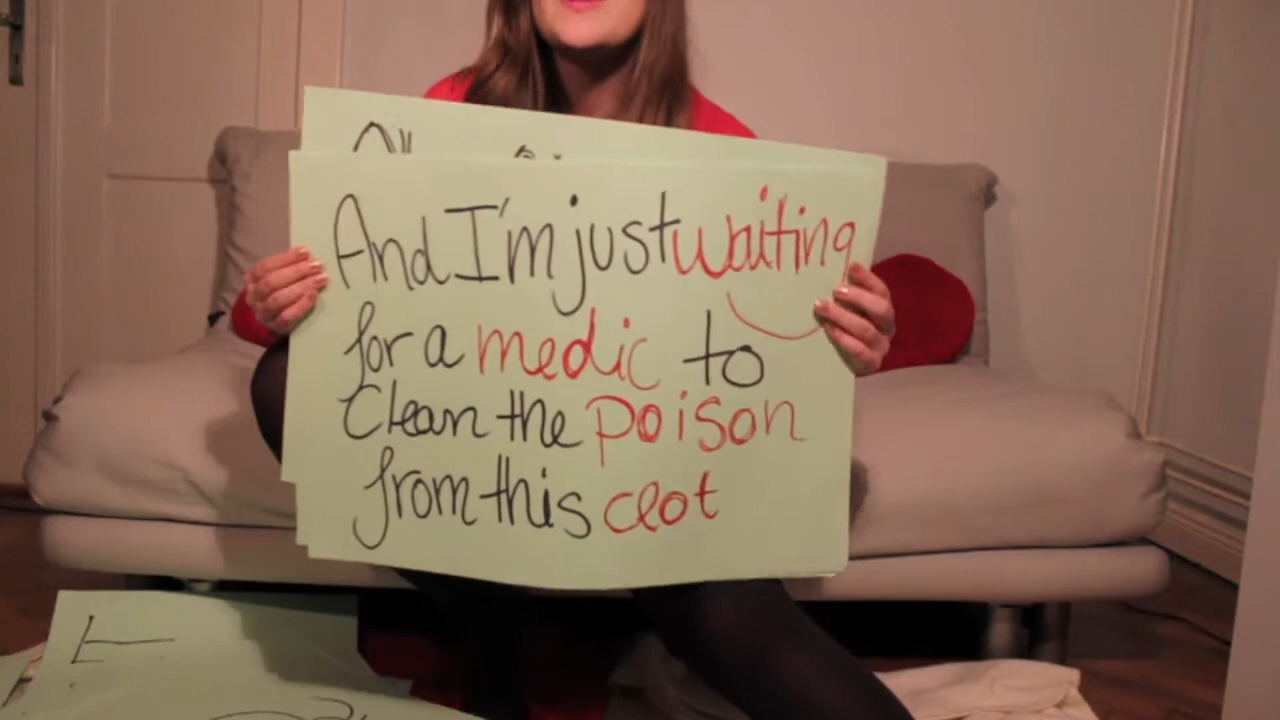 And I'm just waiting
for a medic to
Clean the poison
from this clot